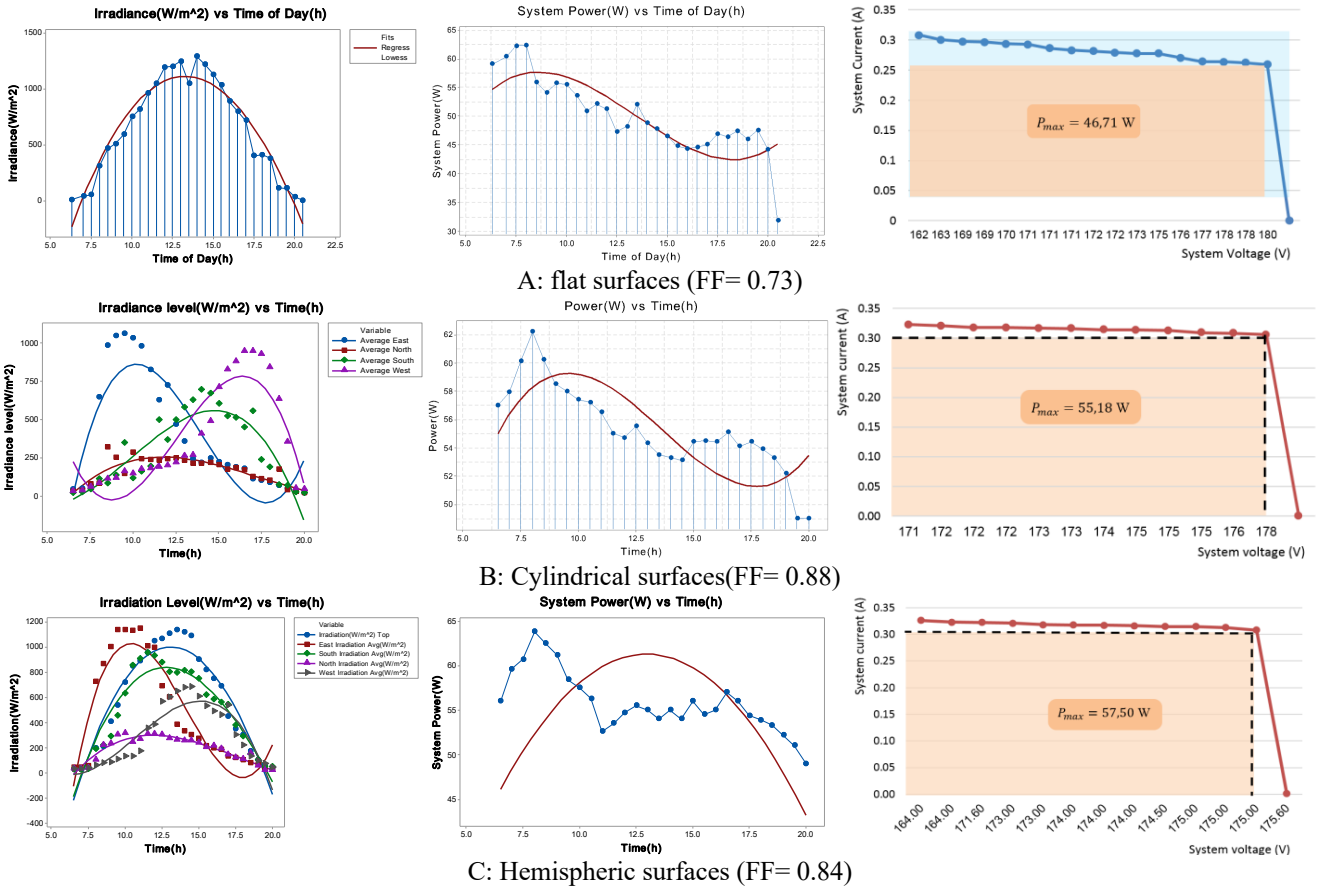 Irradiance(W/m^2) vs Time of Day(h)
1500
1000
500
0
Irradiance(W/m^2)
5.0 7.5 10.0 12.5 15.0 17.5 20.0 22.5
Time of Day(h)
Fits
Regress
Lowess
System Power(W) vs Time of Day(h)
65
60
55
50
45
40
35
30
System Power(W)
5.0 7.5 10.0 12.5 15.0 17.5 20.0 22.5
Time of Day(h)
System Current (A)
0.35
0.3
0.25
0.2
0.15
0.1
0.05
0
P_max = 46,71 W
162 163 169 169 170 171 171 171 172 172 173 175 176 177 178 178 180
System Voltage (V)
A: flat surfaces (FF= 0.73)
Irradiance level(W/m^2) vs Time(h)
1000
750
500
250
0
Irradiance level(W/m^2)
5.0 7.5 10.0 12.5 15.0 17.5 20.0
Time(h)
Variable
Average East
Average North
Average South
Average West
Power(W) vs Time(h)
62
60
58
56
54
52
50
Power(W)
5.0 7.5 10.0 12.5 15.0 17.5 20.0
Time(h)
System current (A)
0.35
0.30
0.25
0.20
0.15
0.10
0.05
0.00
P_max = 55,18 W
171 172 172 172 173 173 174 175 175 175 176 178
System voltage (V)
B: Cylindrical surfaces(FF= 0.88)
Irradiation Level(W/m^2) vs Time(h)
1200
1000
800
600
400
200
0
-200
-400
Irradiation(W/m^2)
5.0 7.5 10.0 12.5 15.0 17.5 20.0
Time(h)
Variable
Irradiation(W/m^2) Top
East Irradiation Avg(W/m^2)
South Irradiation Avg(W/m^2)
North Irradiation Avg(W/m^2)
West Irradiation Avg(W/m^2)
System Power(W) vs Time(h)
65
60
55
50
45
System Power(W)
5.0 7.5 10.0 12.5 15.0 17.5 20.0
Time(h)
System current (A)
0.35
0.30
0.25
0.20
0.15
0.10
0.05
0.00
P_max = 57,50 W
164.00 164.00 171.60 173.00 173.00 174.00 174.00 174.00 174.50 175.00 175.00 175.00 175.60
System voltage (V)
C: Hemispheric surfaces (FF= 0.84)